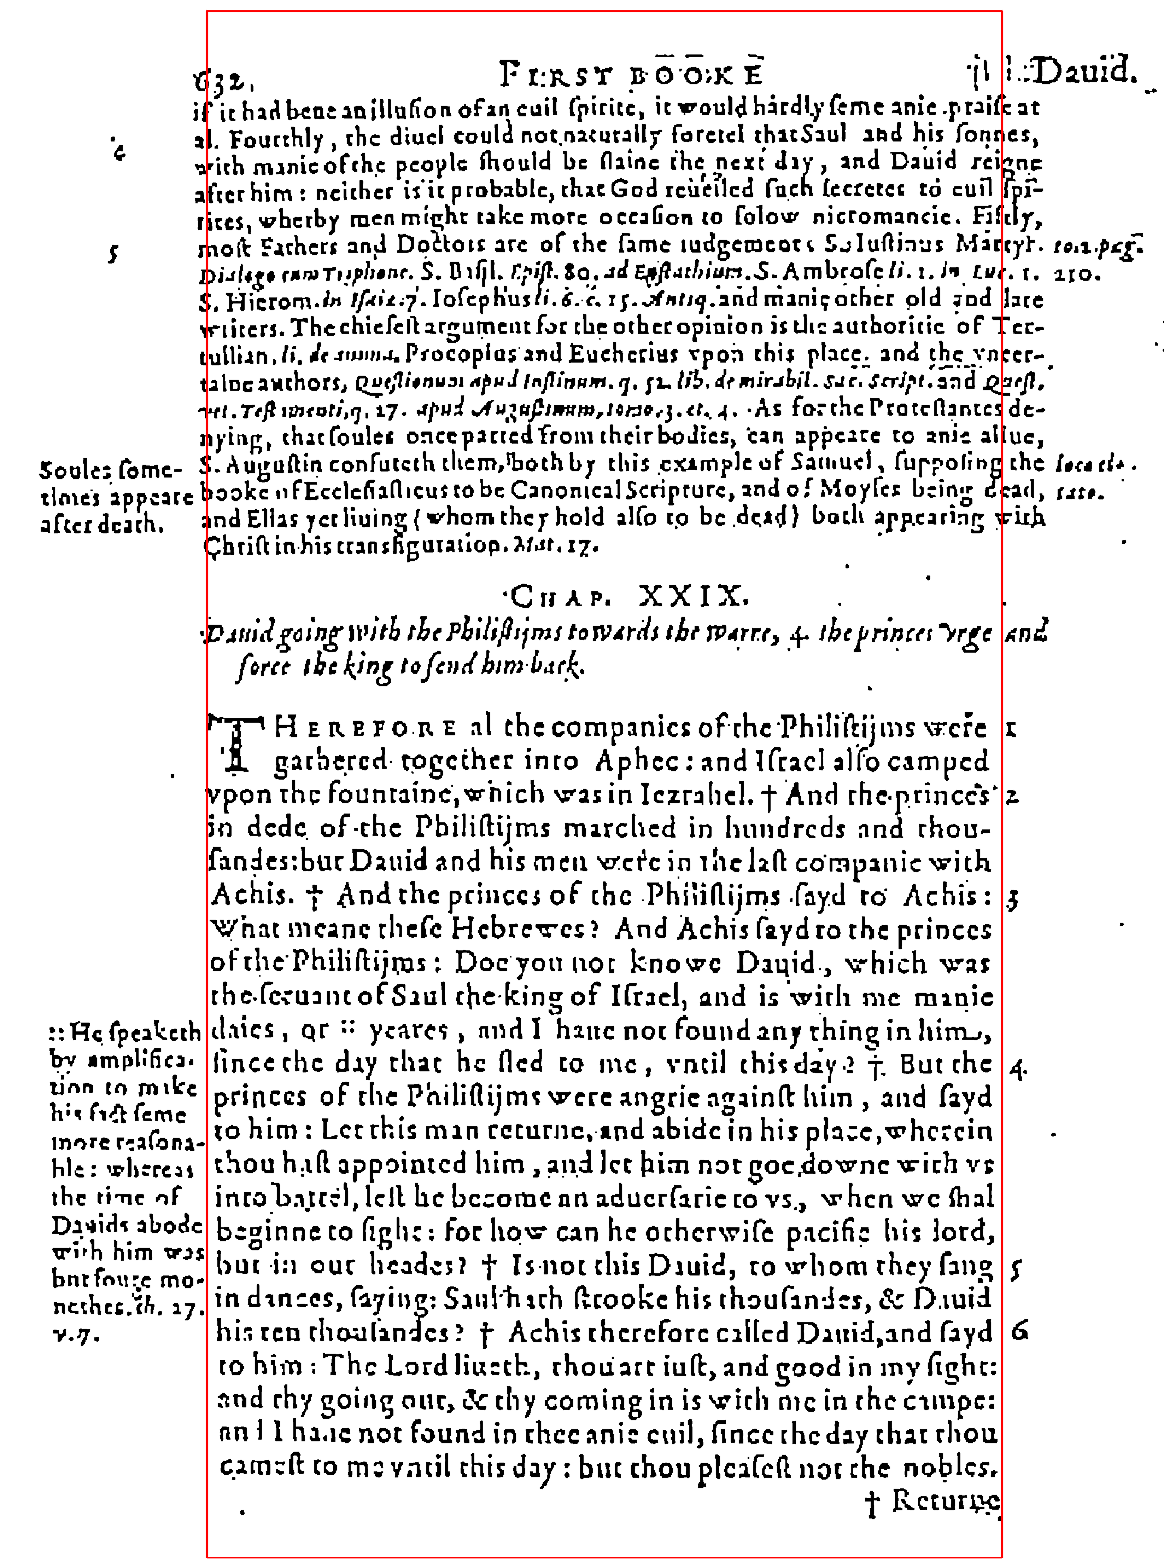 632. FIRST BOOKE Dauid.
if it had bene an illusion of an euil spirite, it would hardly seme anie praise at
al. Fourthly, the diuel could not naturally foretel that Saul and his sonnes,
4
with manie of the people should be slaine the next day, and Dauid reigne
after him: neither is it probable, that God reueiled such secretes to euil spi-
rites, wherby men might take more occasion to folow nicromancie. Fiftly,
5
most Fathers and Doctors are of the same iudgement: S. Iustinus Martyr. to.2.pag.
Dialogo cum Triphone. S. Basil. Epist. 80. ad Eustathium. S. Ambrose li. 1. in Luc. 1. 210.
S. Hierom. in Isaie. 7. Iosephus li. 6. c. 15. Antiq. and manie other old and late
writers. The chiefest argument for the other opinion is the authoritie of Ter-
tullian, li. de anima. Procopius and Eucherius vpon this place. and the vncer-
taine authors, Questionum apud Iustinum. q. 52. lib. de mirabil. Sac. Script. and Quæst.
vet. Testamenti, q. 27. apud Augustinum, tomo. 3. et. 4. As for the Protestantes de-
nying, that soules once parted from their bodies, can appeare to anie aliue,
S. Augustin confuteth them, both by this example of Samuel, supposing the loco cita-
booke of Ecclesiasticus to be Canonical Scripture, and of Moyses being dead, tato.
and Elias yet liuing (whom they hold also to be dead) both appearing with
Christ in his transfiguration. Mat. 17.
Soules some-
times appeare
after death.
CHAP. XXIX.
Dauid going with the Philistijms towards the warre, 4. the princes vrge and
force the king to send him back.
THEREFORE al the companies of the Philistijms were 1
gathered together into Aphec: and Israel also camped
vpon the fountaine, which was in Iezrahel. † And the princes 2
in dede of the Philistijms marched in hundreds and thou-
sandes: but Dauid and his men were in the last companie with
Achis. † And the princes of the Philistijms sayd to Achis: 3
What meane these Hebrewes? And Achis sayd to the princes
of the Philistijms: Doe you not knowe Dauid, which was
the seruant of Saul the king of Israel, and is with me manie
daies, or :: yeares, and I haue not found any thing in him,
since the day that he fled to me, vntil this day? † But the 4.
princes of the Philistijms were angrie against him, and sayd
to him: Let this man returne, and abide in his place, wherein
thou hast appointed him, and let him not goe downe with vs
into battel, lest he become an aduersarie to vs, when we shal
beginne to fight: for how can he otherwise pacifie his lord,
but in our heades? † Is not this Dauid, to whom they sang 5
in dances, saying: Saul hath strooke his thousandes, & Dauid
his ten thousandes? † Achis therefore called Dauid, and sayd 6
to him: The Lord liueth, thou art iust, and good in my sight:
and thy going out, & thy coming in is with me in the campe:
and I haue not found in thee anie euil, since the day that thou
camest to me vntil this day: but thou pleasest not the nobles.
† Returne
:: He speaketh
by amplifica-
tion to make
his fact seme
more reasona-
ble: whereas
the time of
Dauids abode
with him was
but foure mo-
nethes. ch. 27.
v. 7.